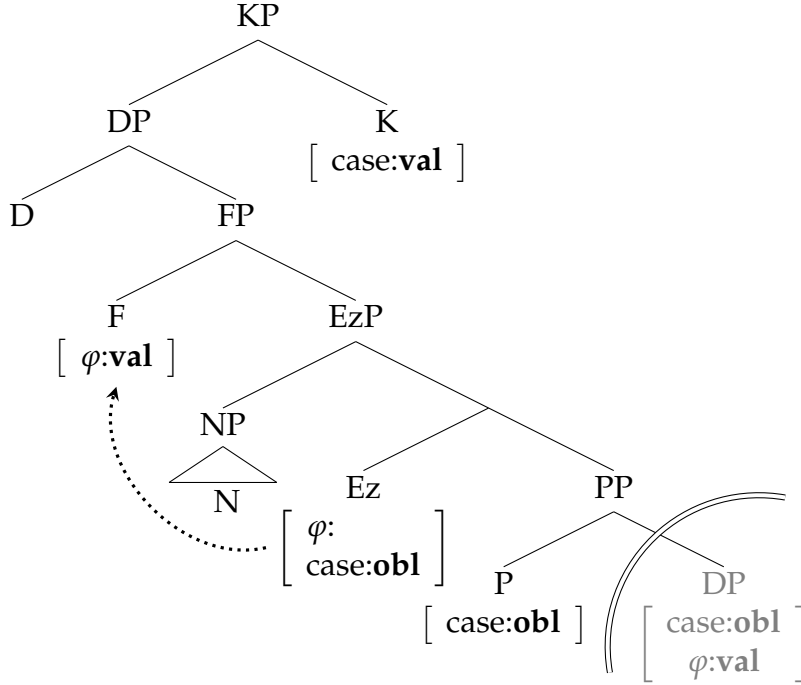 KP
DP K
[ case:val ]
D FP
F EzP
[ φ:val ]
NP
N Ez PP
[ φ:
case:obl ]
P DP
[ case:obl ] [ case:obl
φ:val ]